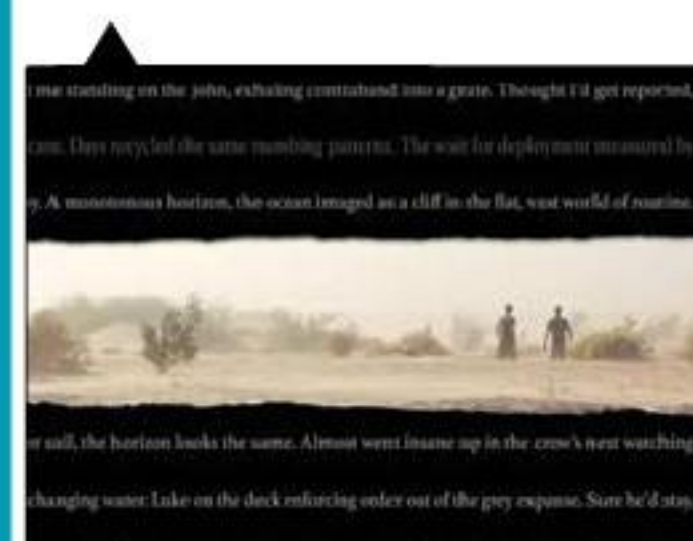 me standing on the john, exhaling contraband into a grate. Thought I'd get reported,
Days recycled the same numbing patterns. The wait for deployment measured by
y. A monotonous horizon, the ocean imaged as a cliff in the flat, vast world of routine.
sail, the horizon looks the same. Almost went insane up in the crow's nest watching
changing water. Luke on the deck enforcing order out of the grey expanse. Sure he'd stay